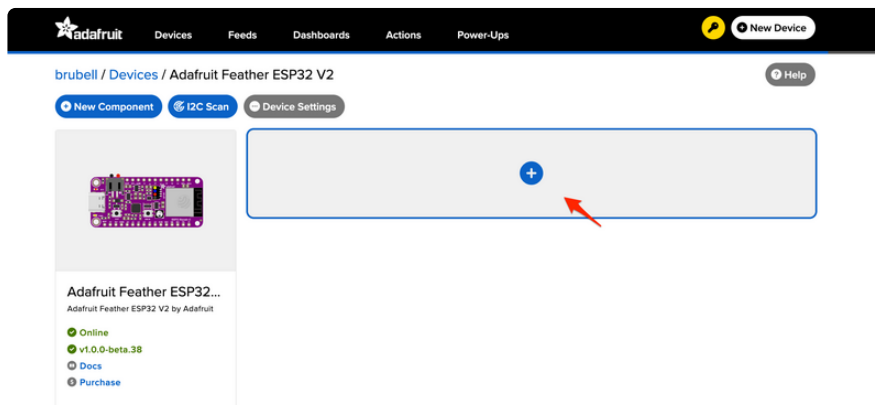 adafruit Devices Feeds Dashboards Actions Power-Ups New Device
brubell / Devices / Adafruit Feather ESP32 V2 Help
New Component I2C Scan Device Settings
Adafruit Feather ESP32...
Adafruit Feather ESP32 V2 by Adafruit
Online
v1.0.0-beta.38
Docs
Purchase